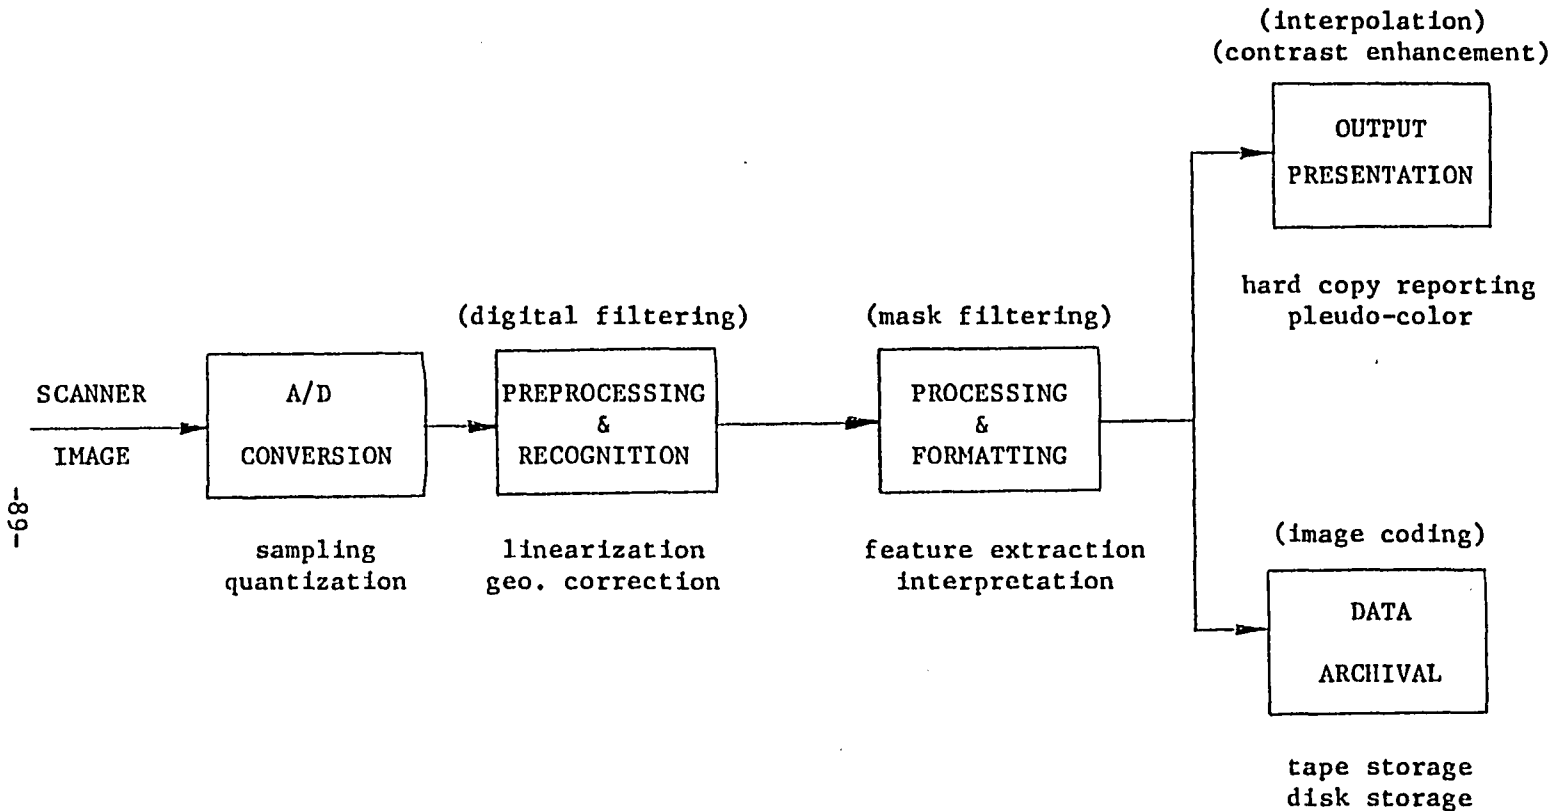 SCANNER
IMAGE
A/D
CONVERSION
sampling
quantization
(digital filtering)
PREPROCESSING
&
RECOGNITION
linearization
geo. correction
(mask filtering)
PROCESSING
&
FORMATTING
feature extraction
interpretation
(interpolation)
(contrast enhancement)
OUTPUT
PRESENTATION
hard copy reporting
pleudo-color
(image coding)
DATA
ARCHIVAL
tape storage
disk storage
-89-